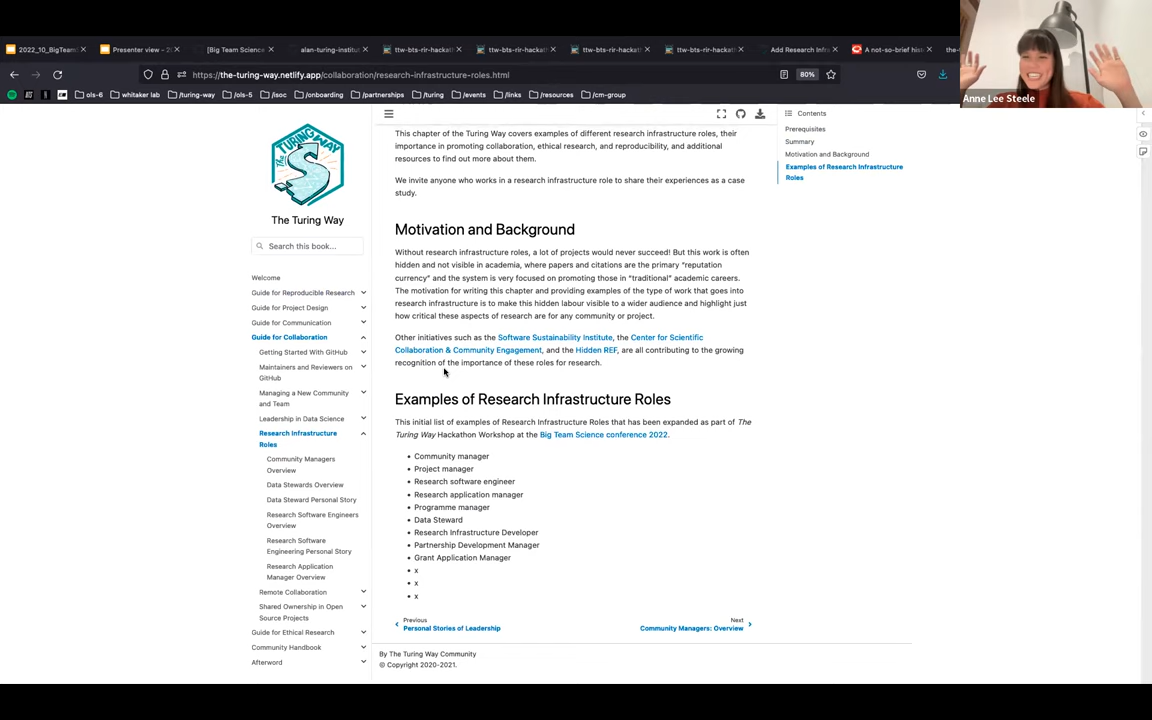 2022_10_BigTeam
Presenter view - 2
[Big Team Science
alan-turing-institut
ttw-bts-rir-hackat
ttw-bts-rir-hackath
ttw-bts-rir-hackath
ttw-bts-rir-hackat
Add Research Infra
A not-so-brief his
the-
https://the-turing-way.netlify.app/collaboration/research-infrastructure-roles.html
80%
ols-6
whitaker lab
/turing-way
/ols-5
/isoc
/onboarding
/partnerships
/turing
/events
/links
/resources
/cm-group
Anne Lee Steele
THE TURING WAY
The Turing Way
Search this book...
Welcome
Guide for Reproducible Research
Guide for Project Design
Guide for Communication
Guide for Collaboration
Getting Started With GitHub
Maintainers and Reviewers on
GitHub
Managing a New Community
and Team
Leadership in Data Science
Research Infrastructure
Roles
Community Managers
Overview
Data Stewards Overview
Data Steward Personal Story
Research Software Engineers
Overview
Research Software
Engineering Personal Story
Research Application
Manager Overview
Remote Collaboration
Shared Ownership in Open
Source Projects
Guide for Ethical Research
Community Handbook
Afterword
This chapter of the Turing Way covers examples of different research infrastructure roles, their
importance in promoting collaboration, ethical research, and reproducibility, and additional
resources to find out more about them.
We invite anyone who works in a research infrastructure role to share their experiences as a case
study.
Motivation and Background
Without research infrastructure roles, a lot of projects would never succeed! But this work is often
hidden and not visible in academia, where papers and citations are the primary "reputation
currency" and the system is very focused on promoting those in "traditional" academic careers.
The motivation for writing this chapter and providing examples of the type of work that goes into
research infrastructure is to make this hidden labour visible to a wider audience and highlight just
how critical these aspects of research are for any community or project.
Other initiatives such as the Software Sustainability Institute, the Center for Scientific
Collaboration & Community Engagement, and the Hidden REF, are all contributing to the growing
recognition of the importance of these roles for research.
Examples of Research Infrastructure Roles
This initial list of examples of Research Infrastructure Roles that has been expanded as part of The
Turing Way Hackathon Workshop at the Big Team Science conference 2022.
• Community manager
• Project manager
• Research software engineer
• Research application manager
• Programme manager
• Data Steward
• Research Infrastructure Developer
• Partnership Development Manager
• Grant Application Manager
• x
• x
• x
Previous
Personal Stories of Leadership
Next
Community Managers: Overview
By The Turing Way Community
© Copyright 2020-2021.
Contents
Prerequisites
Summary
Motivation and Background
Examples of Research Infrastructure
Roles